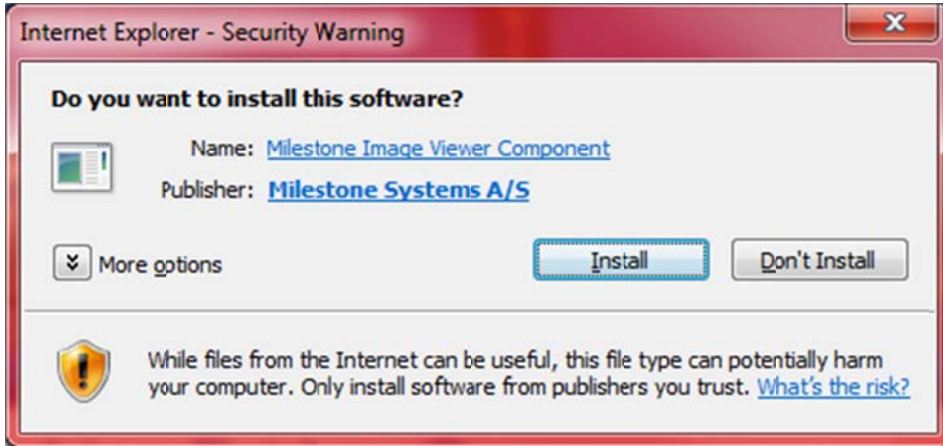 Internet Explorer - Security Warning
Do you want to install this software?
Name: Milestone Image Viewer Component
Publisher: Milestone Systems A/S
More options Install Don't Install
While files from the Internet can be useful, this file type can potentially harm
your computer. Only install software from publishers you trust. What's the risk?